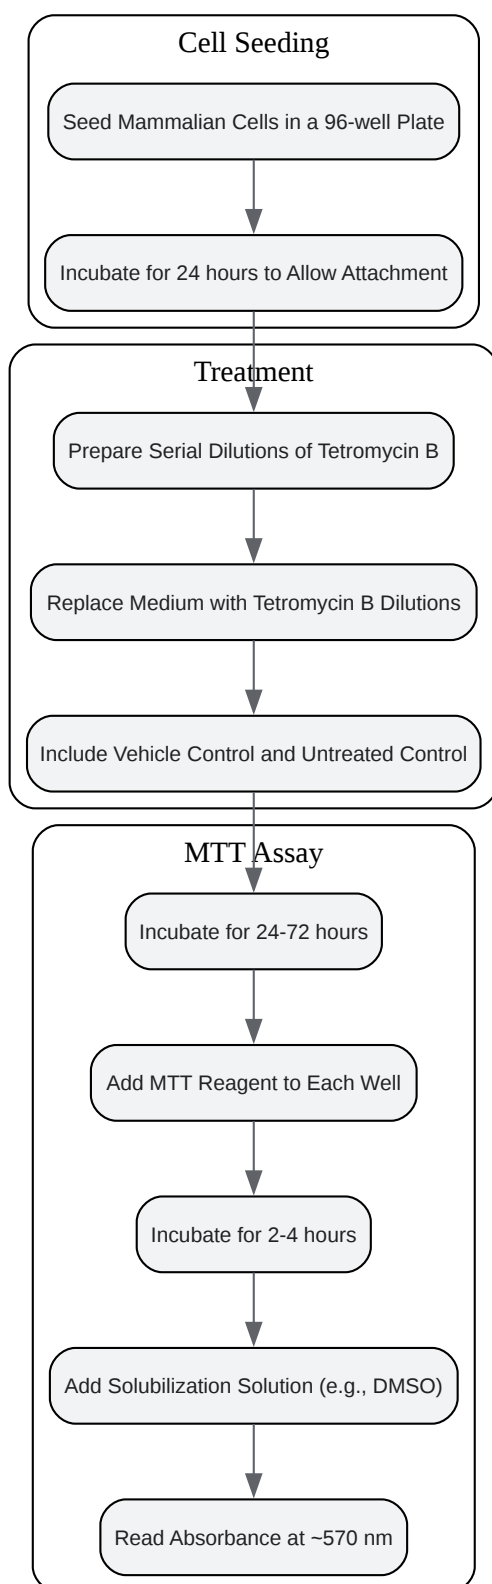 Cell Seeding
Seed Mammalian Cells in a 96-well Plate
Incubate for 24 hours to Allow Attachment
Treatment
Prepare Serial Dilutions of Tetromycin B
Replace Medium with Tetromycin B Dilutions
Include Vehicle Control and Untreated Control
MTT Assay
Incubate for 24-72 hours
Add MTT Reagent to Each Well
Incubate for 2-4 hours
Add Solubilization Solution (e.g., DMSO)
Read Absorbance at ~570 nm